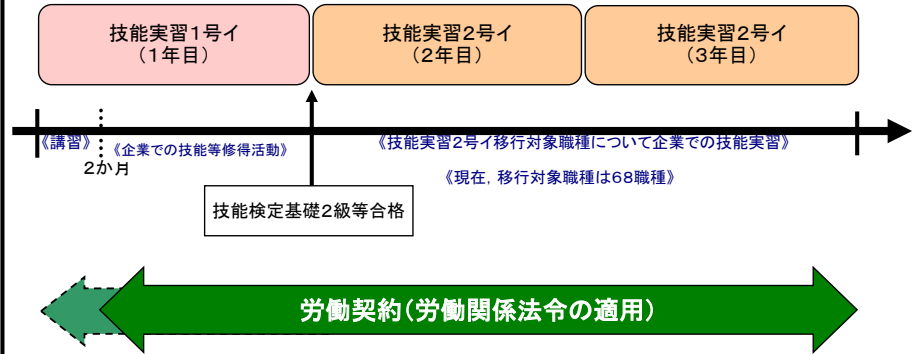 技能実習1号イ
（1年目）
技能実習2号イ
（2年目）
技能実習2号イ
（3年目）
《講習》
2か月
《企業での技能等修得活動》
《技能実習2号イ移行対象職種について企業での技能実習》
《現在，移行対象職種は68職種》
技能検定基礎2級等合格
労働契約（労働関係法令の適用）